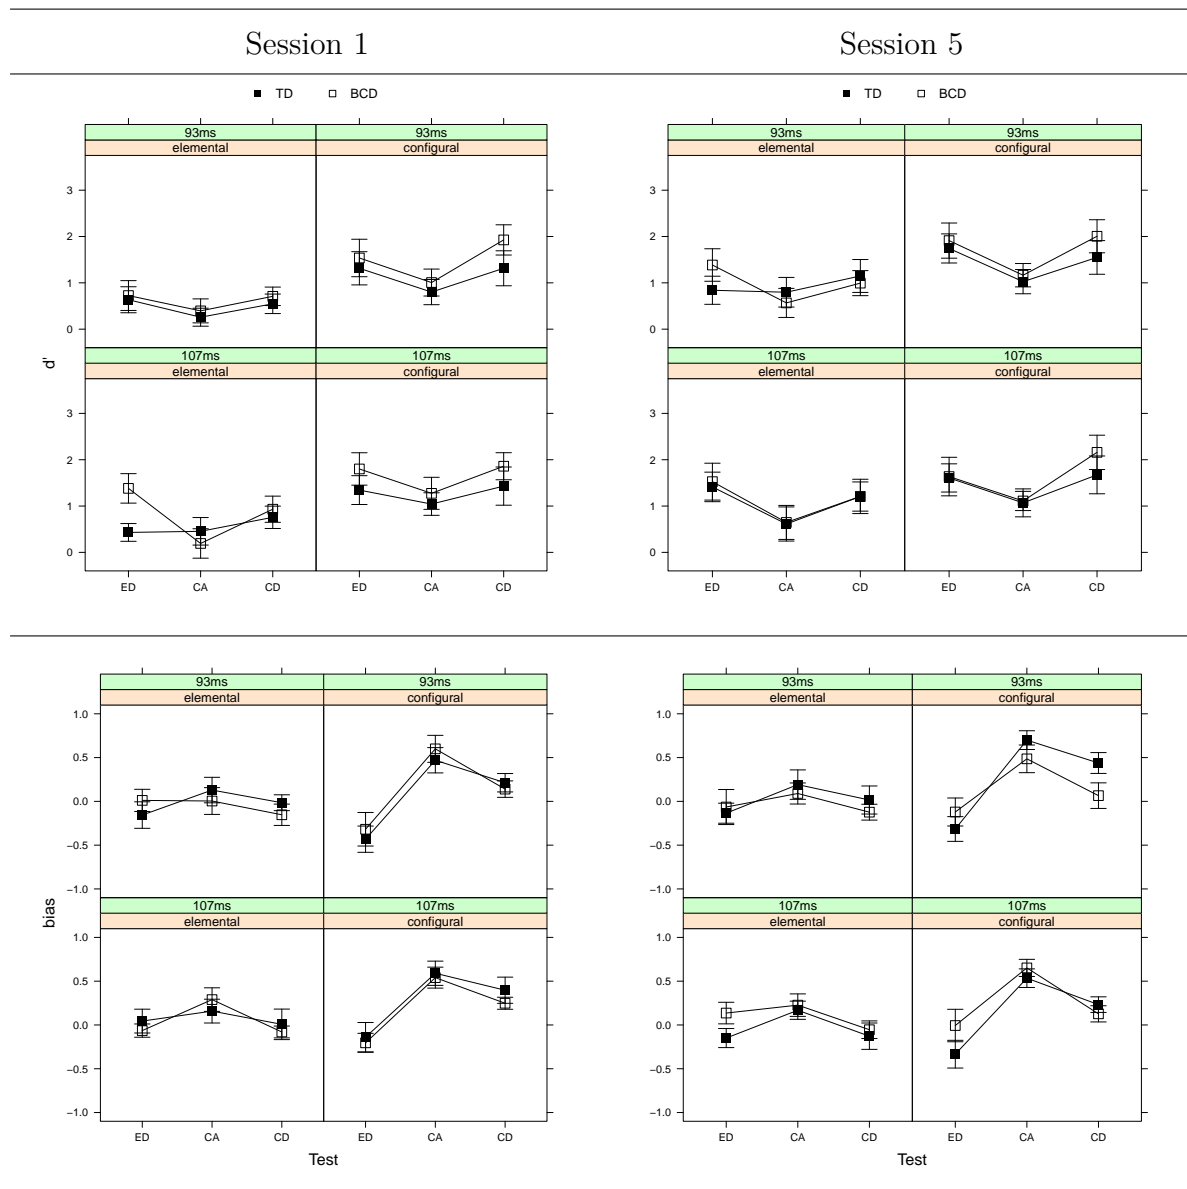 Session 1 Session 5
TD BCD TD BCD
93ms 93ms 93ms 93ms
elemental configural elemental configural
3 3
2 2
1 1
0 0
d'
107ms 107ms 107ms 107ms
elemental configural elemental configural
3 3
2 2
1 1
0 0
ED CA CD ED CA CD ED CA CD ED CA CD
93ms 93ms 93ms 93ms
elemental configural elemental configural
1.0 1.0
0.5 0.5
0.0 0.0
−0.5 −0.5
−1.0 −1.0
bias
107ms 107ms 107ms 107ms
elemental configural elemental configural
1.0 1.0
0.5 0.5
0.0 0.0
−0.5 −0.5
−1.0 −1.0
ED CA CD ED CA CD ED CA CD ED CA CD
Test Test